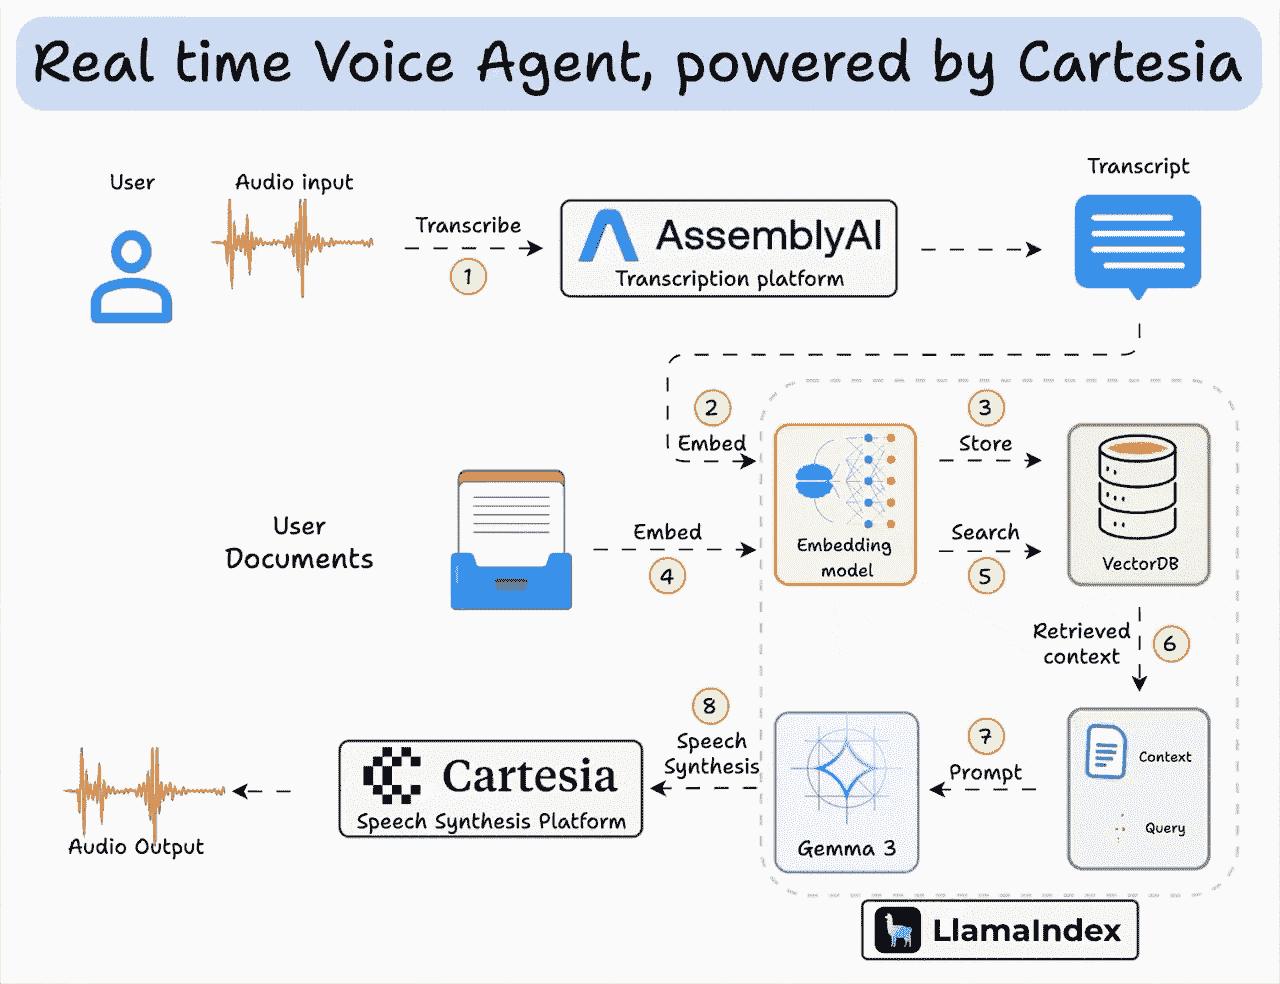 Real time Voice Agent, powered by Cartesia
User
Audio input
Transcribe
1
AssemblyAI
Transcription platform
Transcript
2
Embed
3
Store
Embedding
model
VectorDB
User
Documents
Embed
4
Search
5
Retrieved
context
6
Context
Query
7
Prompt
Gemma 3
8
Speech
Synthesis
Cartesia
Speech Synthesis Platform
Audio Output
LlamaIndex